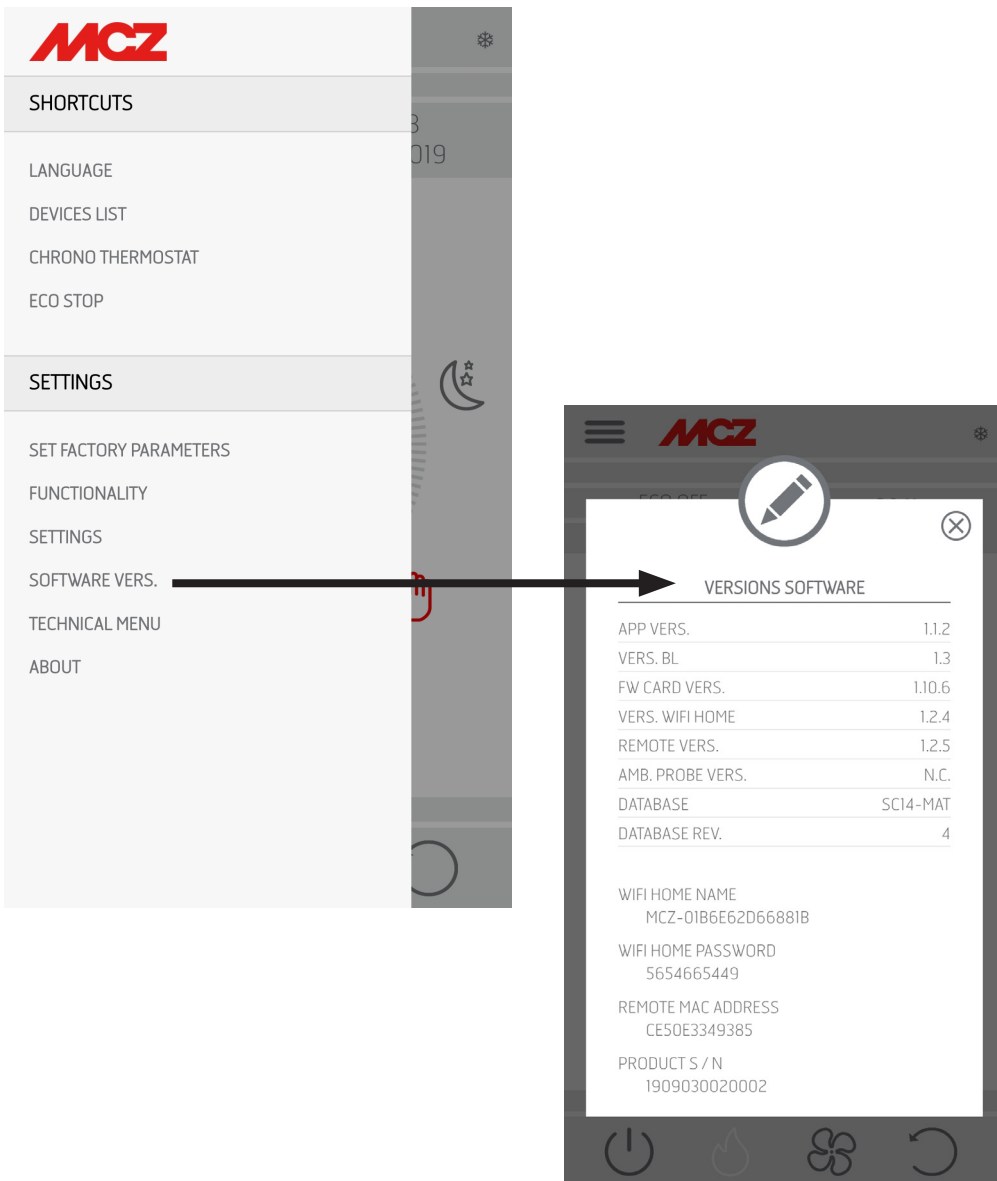 MCZ
SHORTCUTS
LANGUAGE
DEVICES LIST
CHRONO THERMOSTAT
ECO STOP
SETTINGS
SET FACTORY PARAMETERS
FUNCTIONALITY
SETTINGS
SOFTWARE VERS.
TECHNICAL MENU
ABOUT
019
MCZ
VERSIONS SOFTWARE
APP VERS. 1.1.2
VERS. BL 1.3
FW CARD VERS. 1.10.6
VERS. WIFI HOME 1.2.4
REMOTE VERS. 1.2.5
AMB. PROBE VERS. N.C.
DATABASE SC14-MAT
DATABASE REV. 4
WIFI HOME NAME
MCZ-01B6E62D66881B
WIFI HOME PASSWORD
5654665449
REMOTE MAC ADDRESS
CE50E3349385
PRODUCT S / N
1909030020002